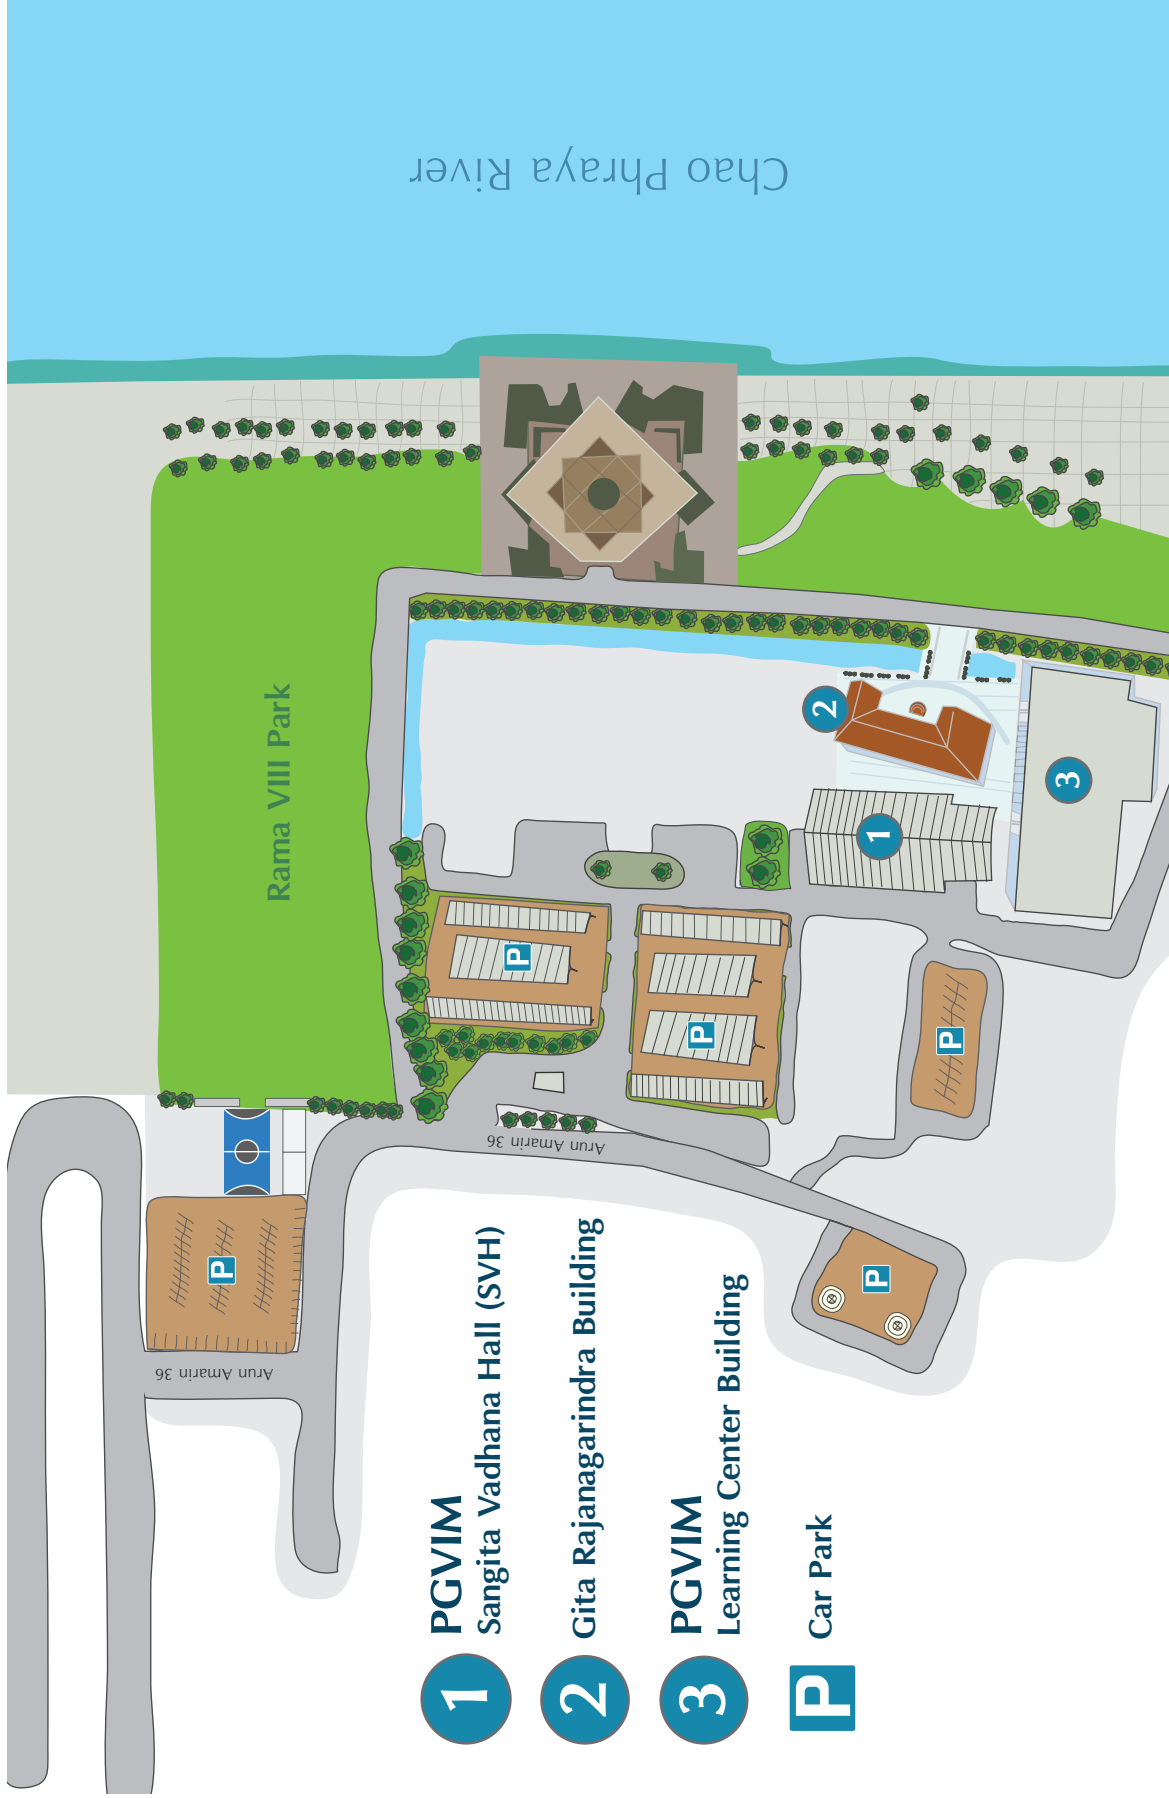 Chao Phraya River
Rama VIII Park
2
3
1
P
P
P
P
P
Arun Amarin 36
Arun Amarin 36
1 PGVIM
Sangita Vadhana Hall (SVH)
2 Gita Rajanagarindra Building
3 PGVIM
Learning Center Building
P Car Park